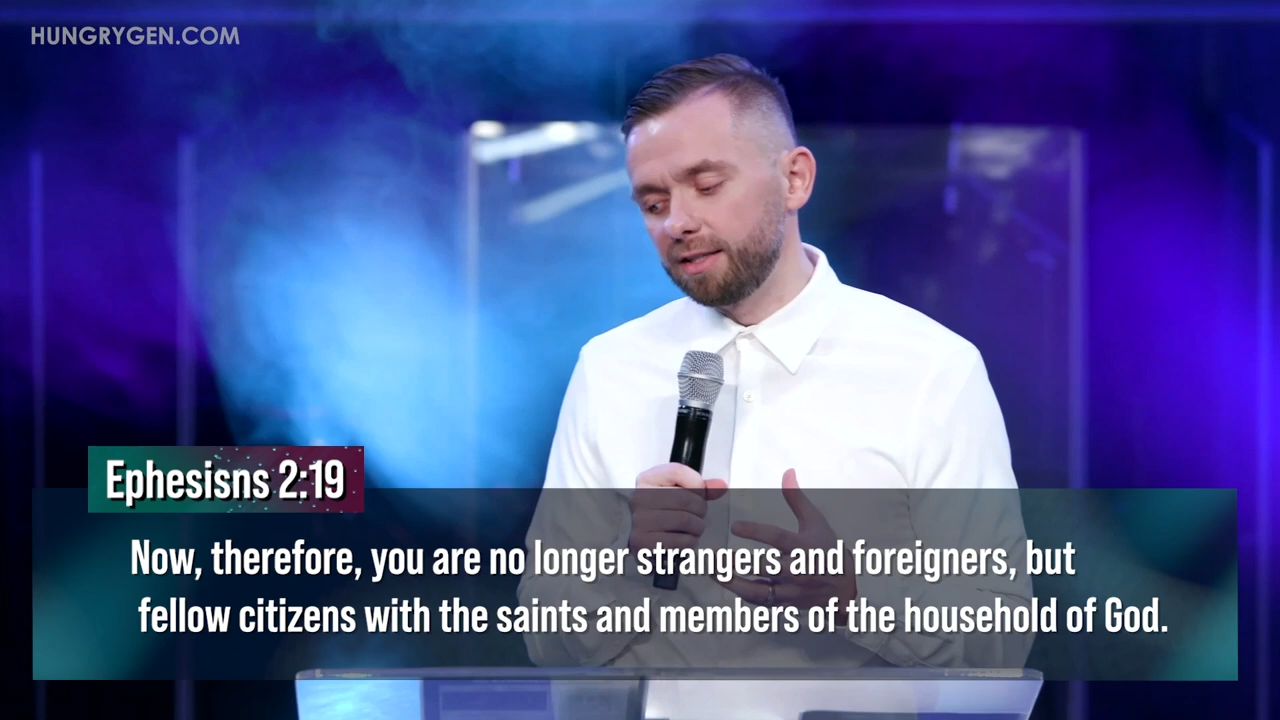 HUNGRYGEN.COM
Ephesisns 2:19
Now, therefore, you are no longer strangers and foreigners, but
fellow citizens with the saints and members of the household of God.